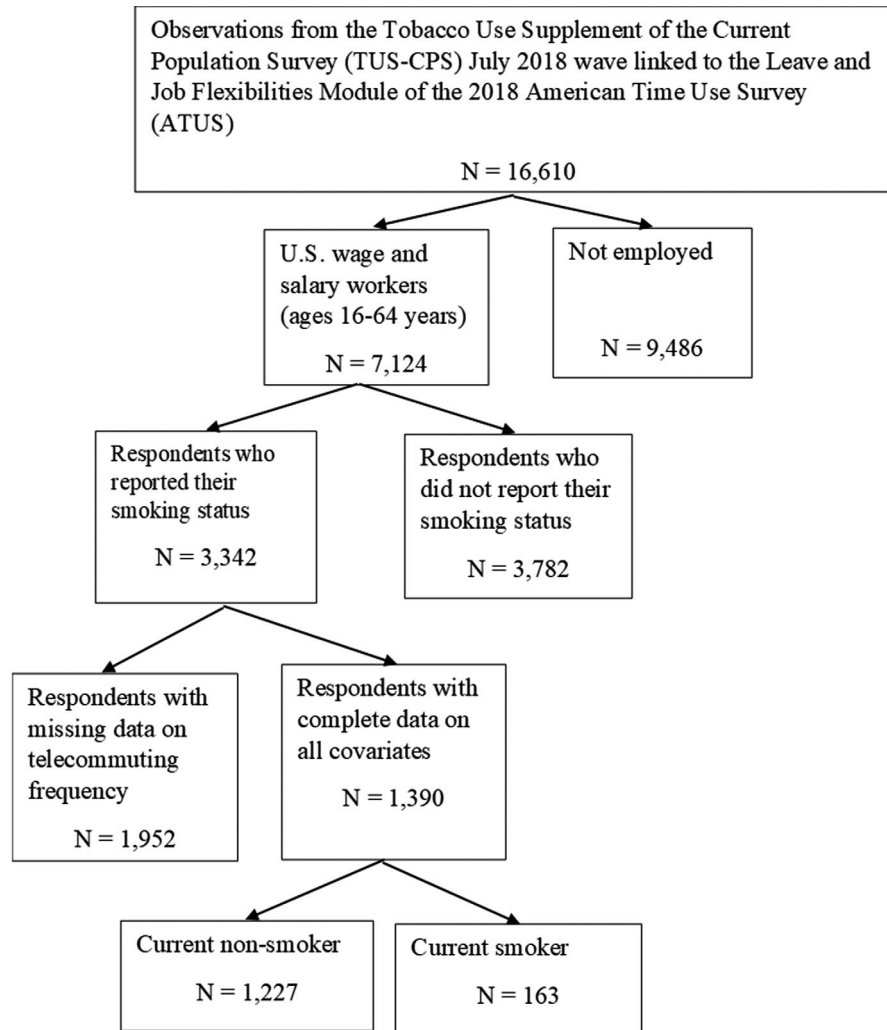 Observations from the Tobacco Use Supplement of the Current
Population Survey (TUS-CPS) July 2018 wave linked to the Leave and
Job Flexibilities Module of the 2018 American Time Use Survey
(ATUS)
N = 16,610
U.S. wage and
salary workers
(ages 16-64 years)
N = 7,124
Not employed
N = 9,486
Respondents who
reported their
smoking status
N = 3,342
Respondents who
did not report their
smoking status
N = 3,782
Respondents with
missing data on
telecommuting
frequency
N = 1,952
Respondents with
complete data on
all covariates
N = 1,390
Current non-smoker
N = 1,227
Current smoker
N = 163